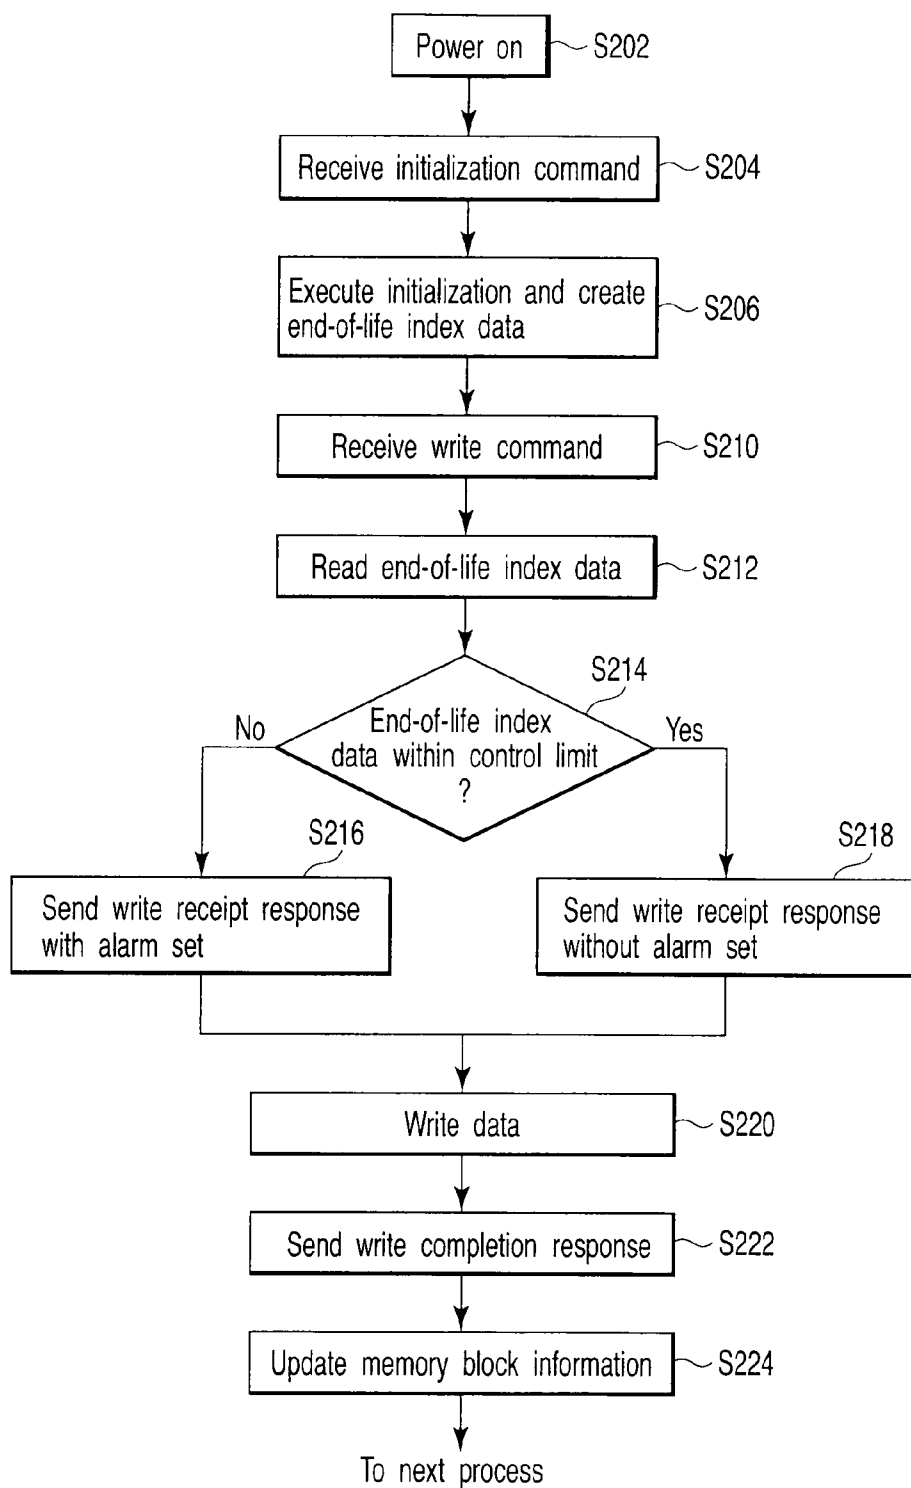 Power on
S202
Receive initialization command
S204
Execute initialization and create
end-of-life index data
S206
Receive write command
S210
Read end-of-life index data
S212
S214
End-of-life index
data within control limit
?
No
Yes
S216
Send write receipt response
with alarm set
S218
Send write receipt response
without alarm set
Write data
S220
Send write completion response
S222
Update memory block information
S224
To next process